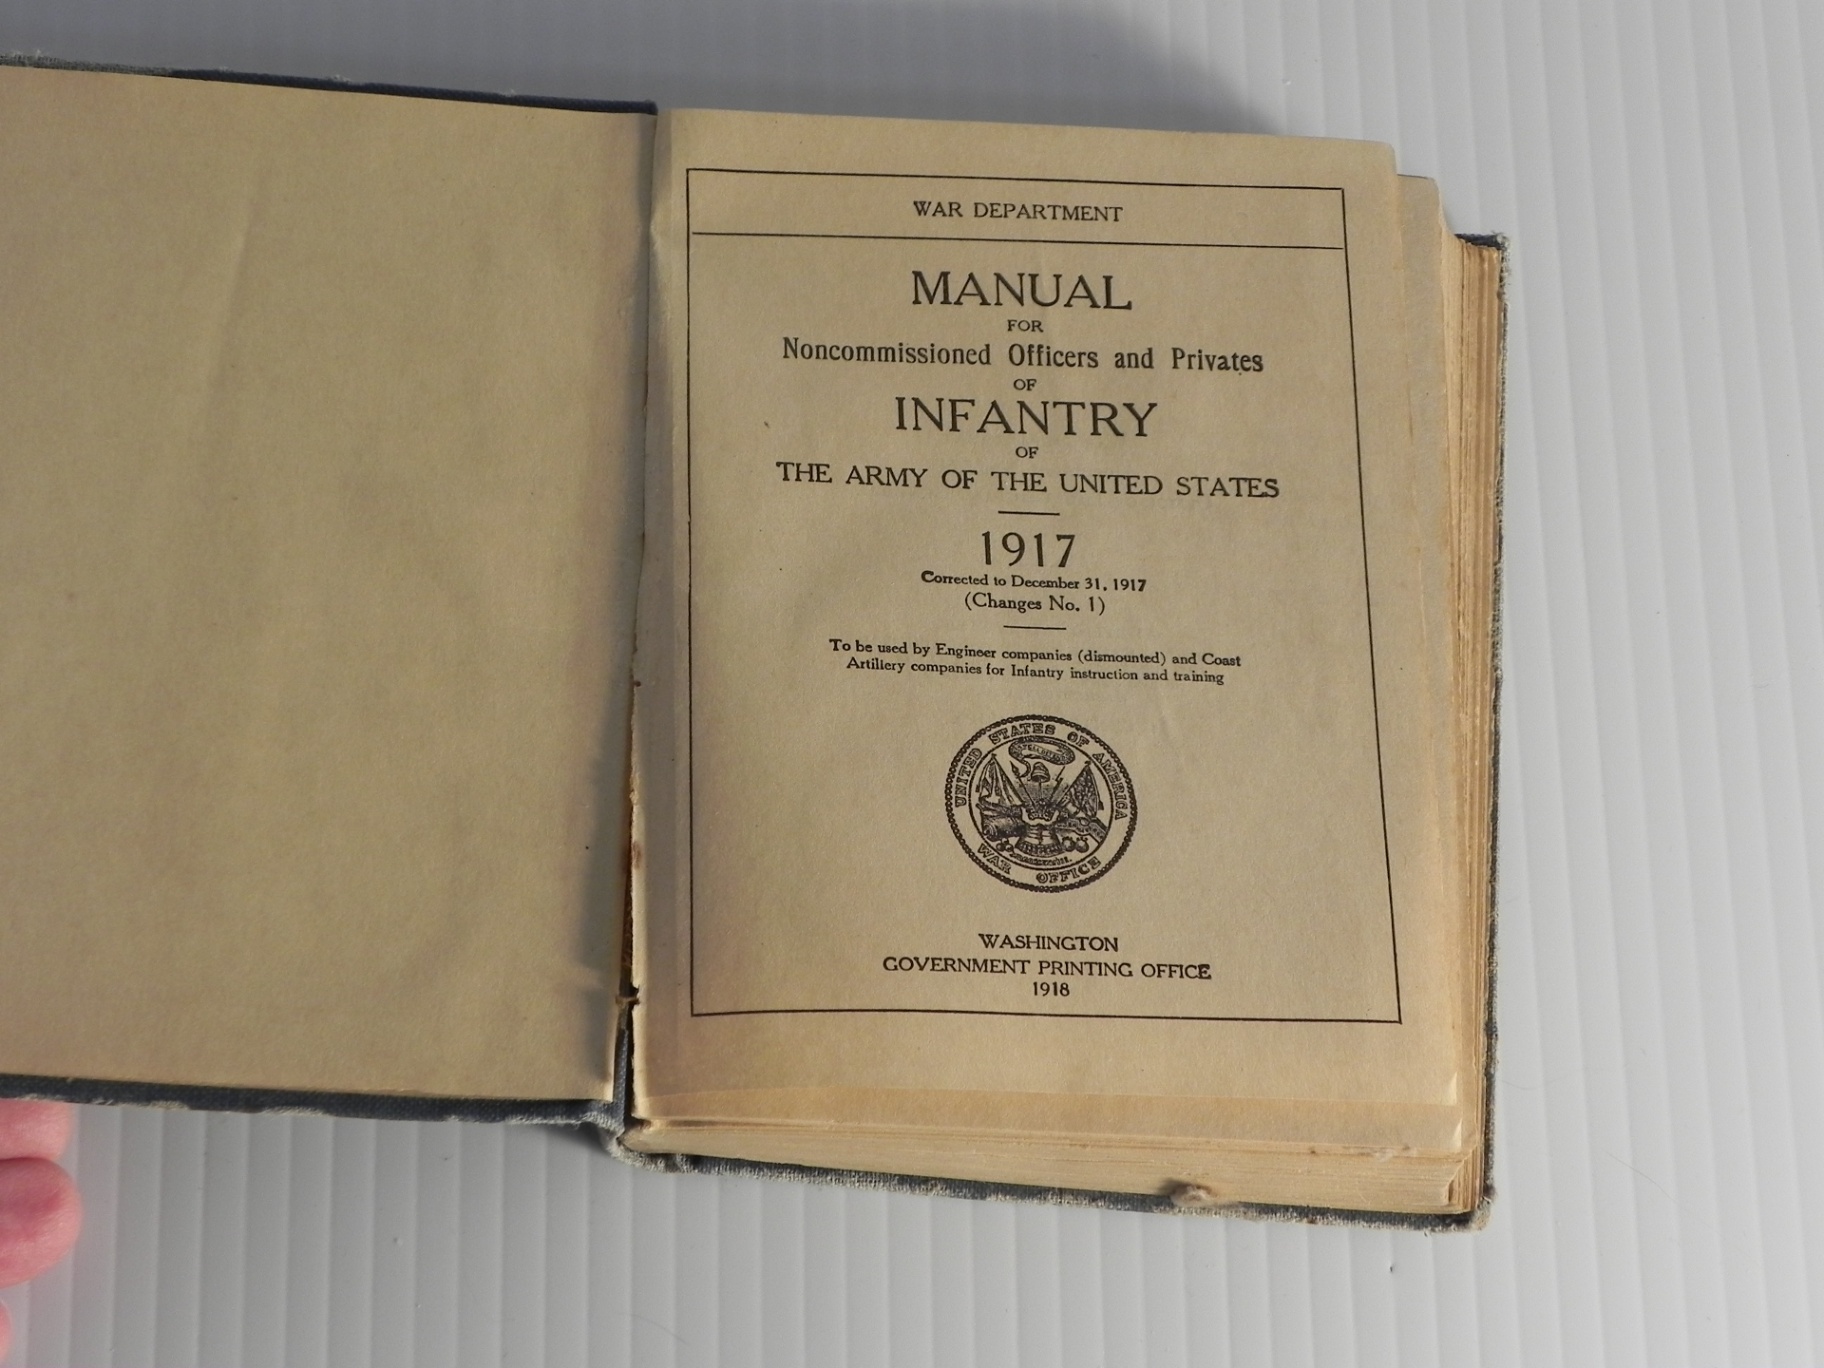 WAR DEPARTMENT
MANUAL
FOR
Noncommissioned Officers and Privates
OF
INFANTRY
OF
THE ARMY OF THE UNITED STATES
1917
Corrected to December 31, 1917
(Changes No. 1)
To be used by Engineer companies (dismounted) and Coast
Artillery companies for Infantry instruction and training
UNITED STATES OF AMERICA
WAR OFFICE
WASHINGTON
GOVERNMENT PRINTING OFFICE
1918